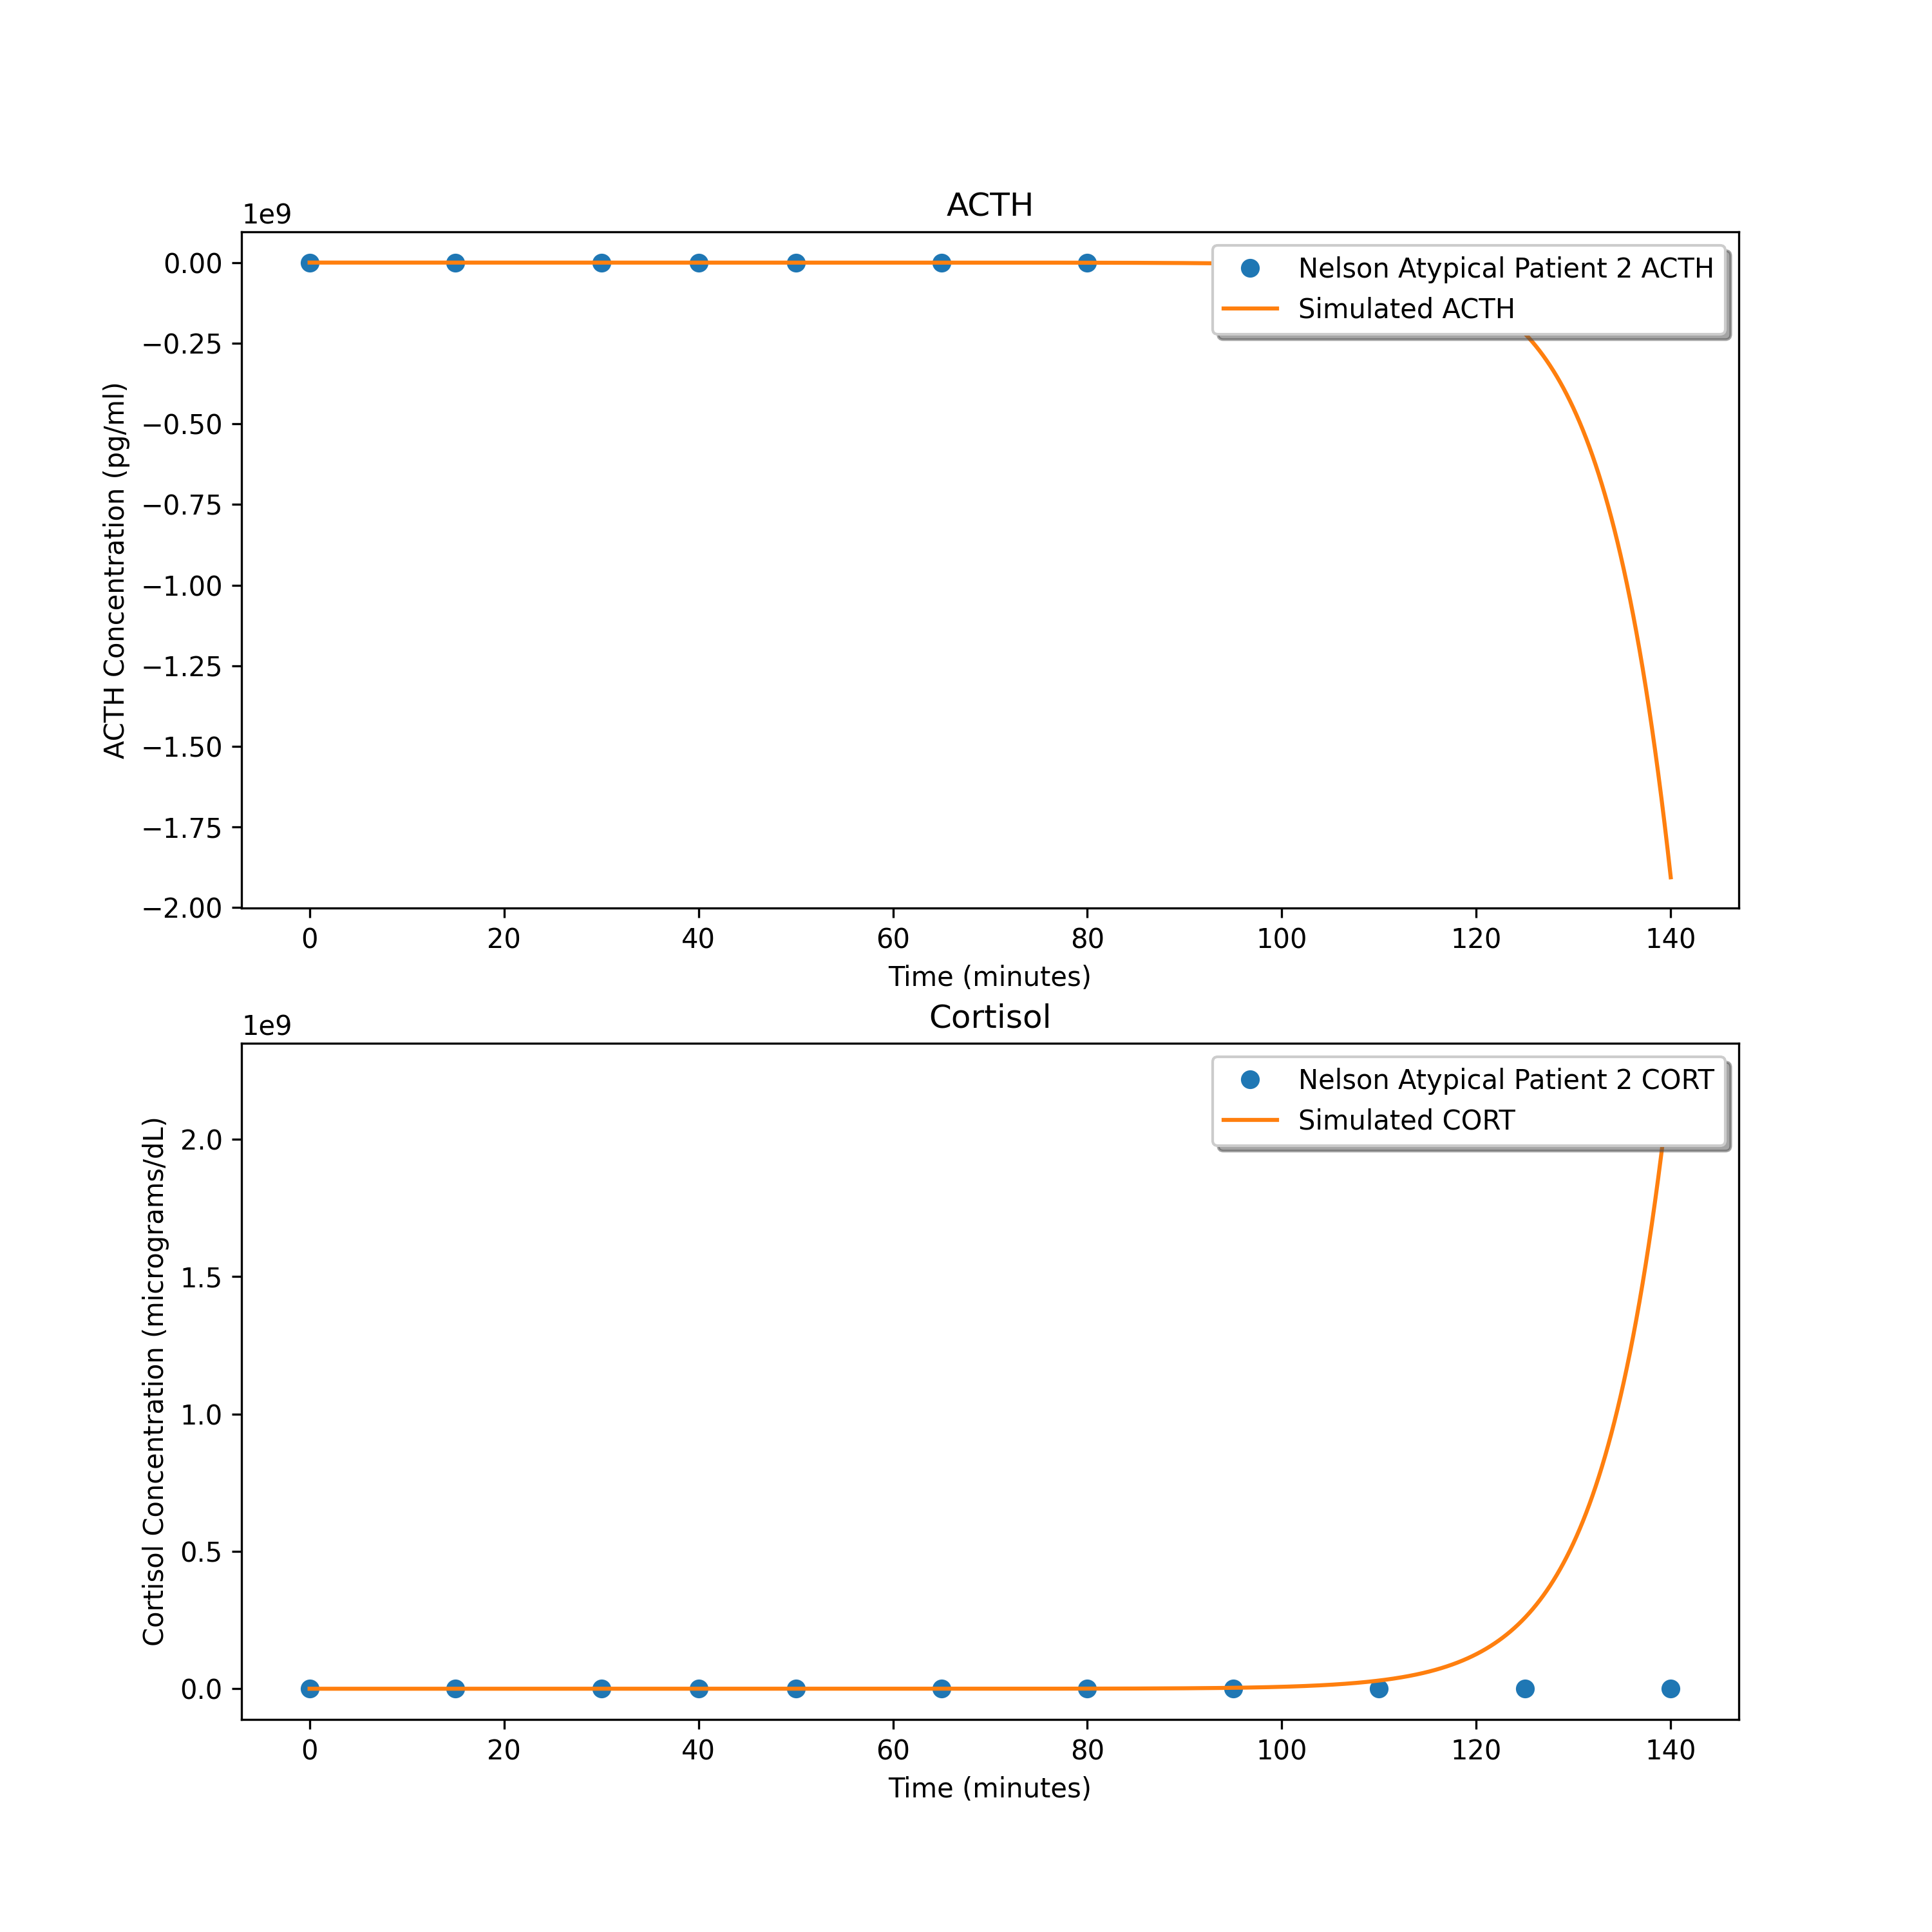 ACTH
1e9
0.00
−0.25
−0.50
−0.75
−1.00
−1.25
−1.50
−1.75
−2.00
ACTH Concentration (pg/ml)
Nelson Atypical Patient 2 ACTH
Simulated ACTH
0 20 40 60 80 100 120 140
Time (minutes)
Cortisol
1e9
2.0
1.5
1.0
0.5
0.0
Cortisol Concentration (micrograms/dL)
Nelson Atypical Patient 2 CORT
Simulated CORT
0 20 40 60 80 100 120 140
Time (minutes)